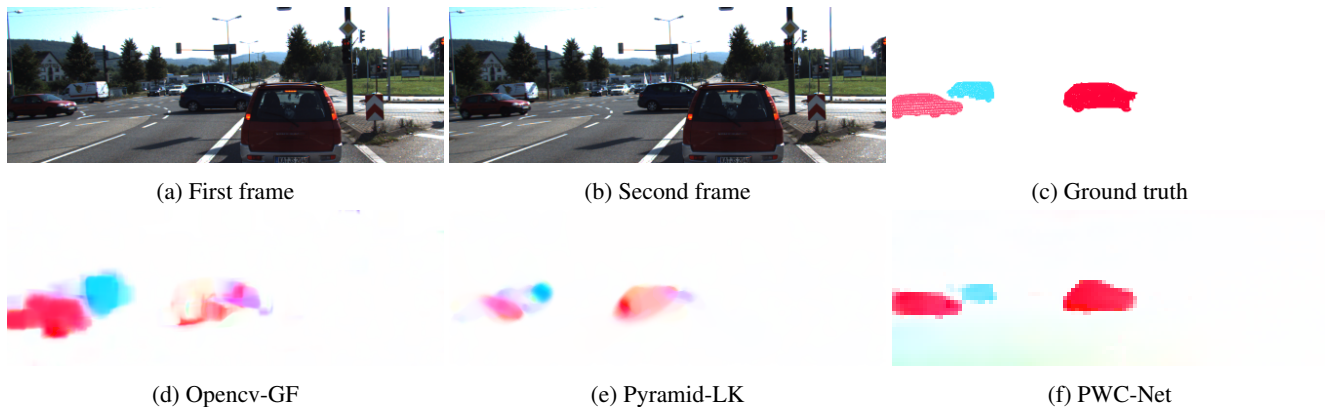 (a) First frame
(b) Second frame
(c) Ground truth
(d) Opencv-GF
(e) Pyramid-LK
(f) PWC-Net